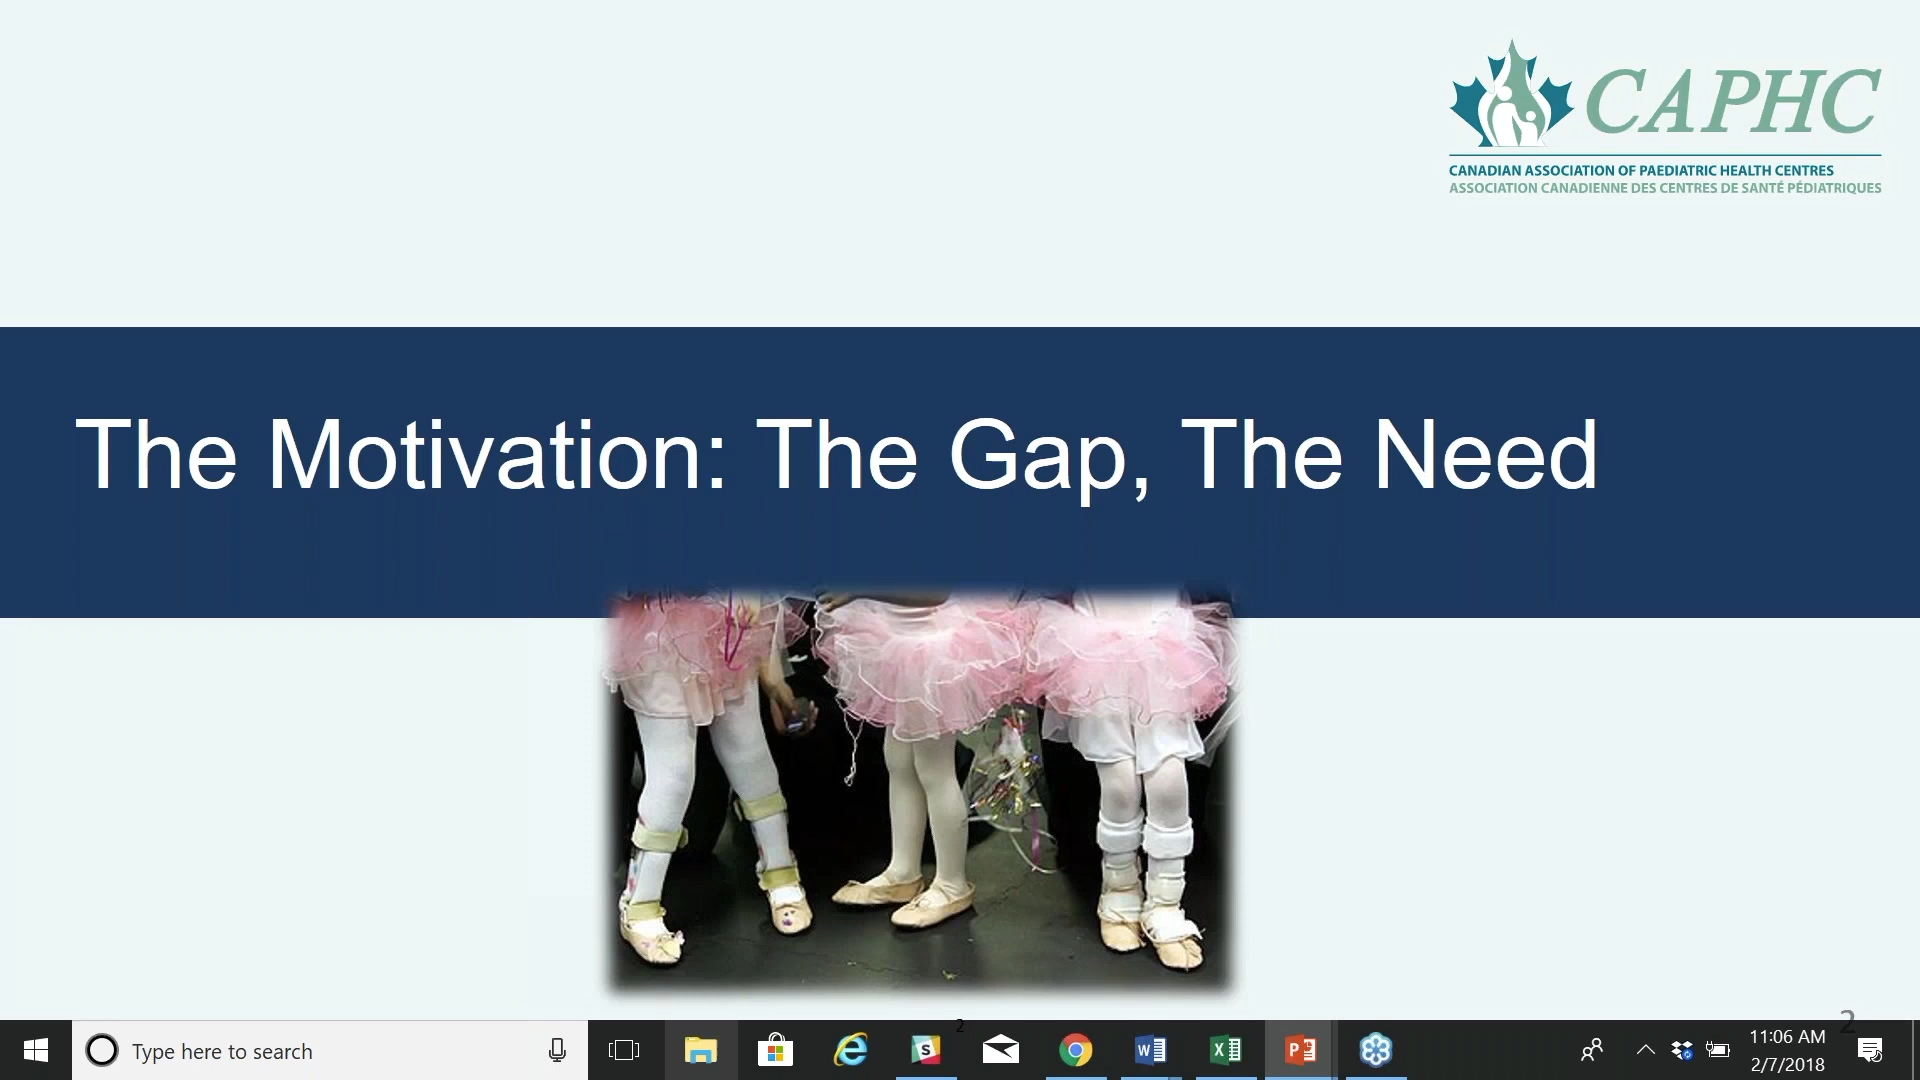 CAPHC
CANADIAN ASSOCIATION OF PAEDIATRIC HEALTH CENTRES
ASSOCIATION CANADIENNE DES CENTRES DE SANTÉ PÉDIATRIQUES
The Motivation: The Gap, The Need
2
2
Type here to search
S
W
X
P
11:06 AM
2/7/2018